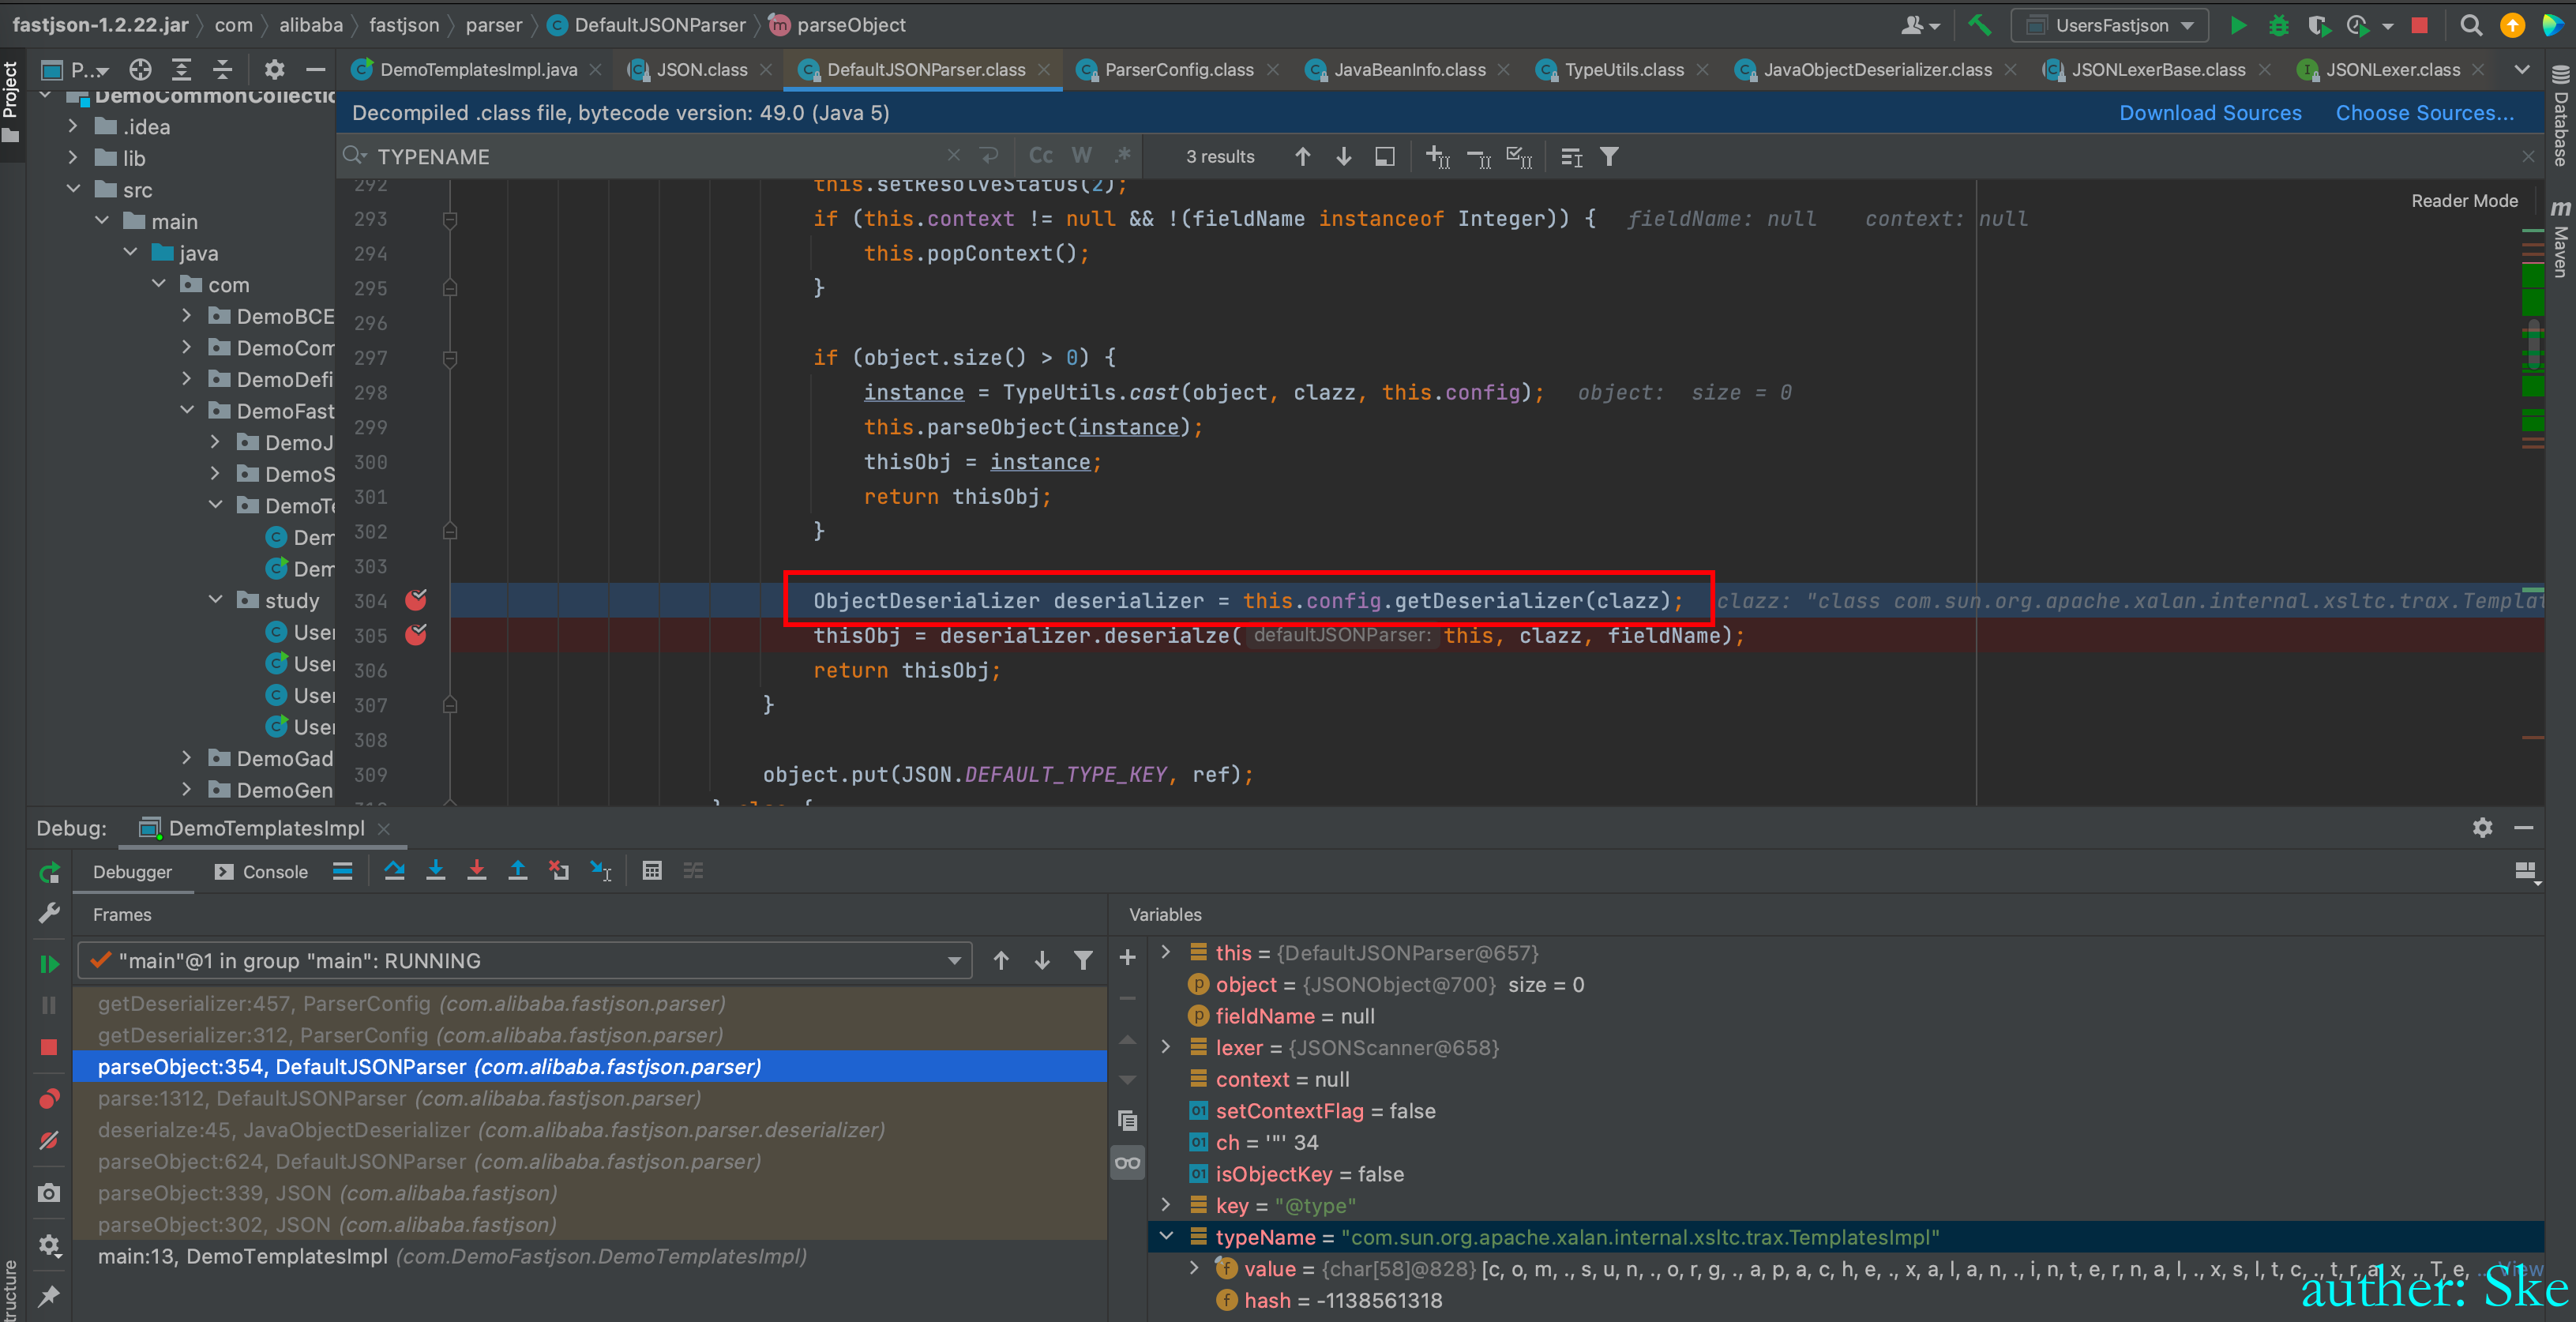 fastjson-1.2.22.jar com alibaba fastjson parser DefaultJSONParser parseObject UsersFastjson
Project P... DemoTemplatesImpl.java JSON.class DefaultJSONParser.class ParserConfig.class JavaBeanInfo.class TypeUtils.class JavaObjectDeserializer.class JSONLexerBase.class JSONLexer.class
Database
Maven
DemoCommonCollectio
.idea
lib
src
main
java
com
DemoBCE
DemoCom
DemoDefi
DemoFast
DemoJ
DemoS
DemoTe
Dem
Dem
study
User
User
User
User
DemoGad
DemoGen
Decompiled .class file, bytecode version: 49.0 (Java 5) Download Sources Choose Sources...
TYPENAME Cc W .* 3 results
Reader Mode
292 this.setResolveStatus(2);
293 if (this.context != null && !(fieldName instanceof Integer)) { fieldName: null context: null
294 this.popContext();
295 }
296
297 if (object.size() > 0) {
298 instance = TypeUtils.cast(object, clazz, this.config); object: size = 0
299 this.parseObject(instance);
300 thisObj = instance;
301 return thisObj;
302 }
303
304 ObjectDeserializer deserializer = this.config.getDeserializer(clazz); clazz: "class com.sun.org.apache.xalan.internal.xsltc.trax.Templat
305 thisObj = deserializer.deserialze( defaultJSONParser: this, clazz, fieldName);
306 return thisObj;
307 }
308
309 object.put(JSON.DEFAULT_TYPE_KEY, ref);
310 } else {
Debug: DemoTemplatesImpl
Debugger Console
Frames
"main"@1 in group "main": RUNNING
getDeserializer:457, ParserConfig (com.alibaba.fastjson.parser)
getDeserializer:312, ParserConfig (com.alibaba.fastjson.parser)
parseObject:354, DefaultJSONParser (com.alibaba.fastjson.parser)
parse:1312, DefaultJSONParser (com.alibaba.fastjson.parser)
deserialze:45, JavaObjectDeserializer (com.alibaba.fastjson.parser.deserializer)
parseObject:624, DefaultJSONParser (com.alibaba.fastjson.parser)
parseObject:339, JSON (com.alibaba.fastjson)
parseObject:302, JSON (com.alibaba.fastjson)
main:13, DemoTemplatesImpl (com.DemoFastjson.DemoTemplatesImpl)
Variables
this = {DefaultJSONParser@657}
object = {JSONObject@700} size = 0
fieldName = null
lexer = {JSONScanner@658}
context = null
setContextFlag = false
ch = '"' 34
isObjectKey = false
key = "@type"
typeName = "com.sun.org.apache.xalan.internal.xsltc.trax.TemplatesImpl"
value = {char[58]@828} [c, o, m, ., s, u, n, ., o, r, g, ., a, p, a, c, h, e, ., x, a, l, a, n, ., i, n, t, e, r, n, a, l, ., x, s, l, t, c, ., t, r, a, x, ., T, e, ... View
hash = -1138561318
tructure
auther: Ske